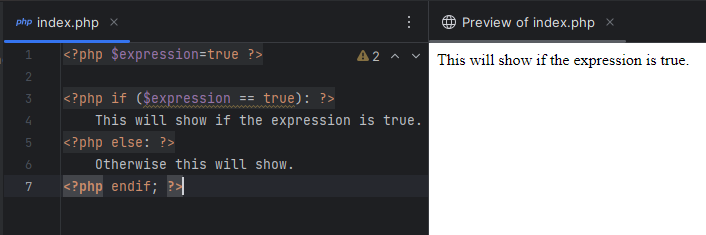 php index.php ×
Preview of index.php ×
1 <?php $expression=true ?>
2
2
3 <?php if ($expression == true): ?>
4 This will show if the expression is true.
5 <?php else: ?>
6 Otherwise this will show.
7 <?php endif; ?>
This will show if the expression is true.